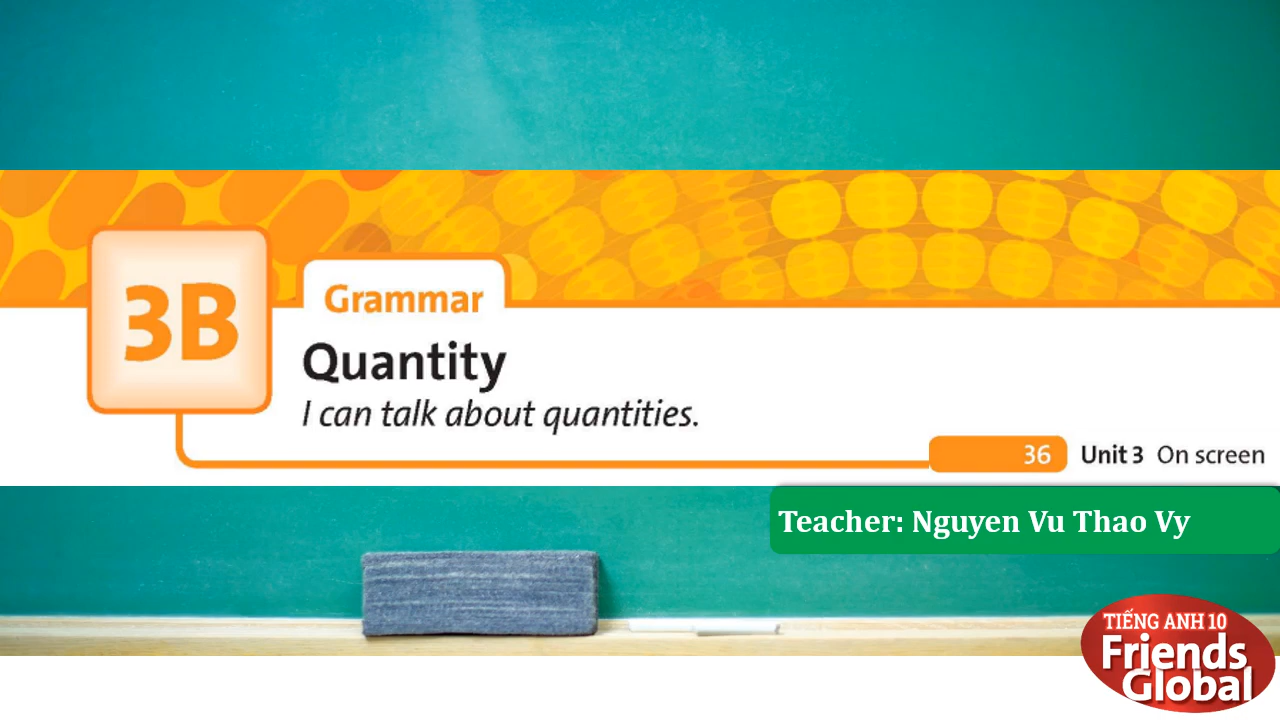 3B
Grammar
Quantity
I can talk about quantities.
36 Unit 3 On screen
Teacher: Nguyen Vu Thao Vy
TIẾNG ANH 10
Friends
Global